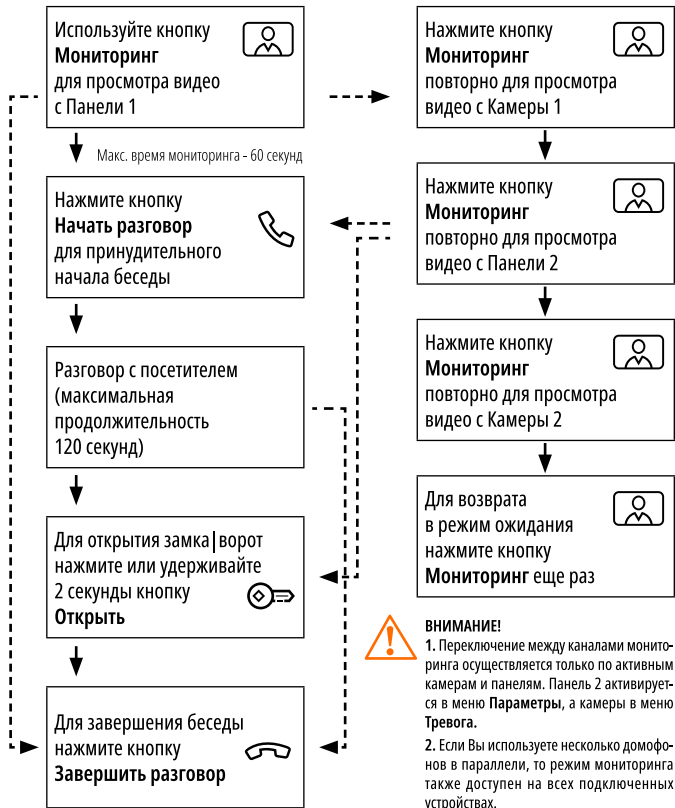 Используйте кнопку
Мониторинг
для просмотра видео
с Панели 1
Макс. время мониторинга - 60 секунд
Нажмите кнопку
Начать разговор
для принудительного
начала беседы
Разговор с посетителем
(максимальная
продолжительность
120 секунд)
Для открытия замка|ворот
нажмите или удерживайте
2 секунды кнопку
Открыть
Для завершения беседы
нажмите кнопку
Завершить разговор
Нажмите кнопку
Мониторинг
повторно для просмотра
видео с Камеры 1
Нажмите кнопку
Мониторинг
повторно для просмотра
видео с Панели 2
Нажмите кнопку
Мониторинг
повторно для просмотра
видео с Камеры 2
Для возврата
в режим ожидания
нажмите кнопку
Мониторинг еще раз
ВНИМАНИЕ!
1. Переключение между каналами монито-
ринга осуществляется только по активным
камерам и панелям. Панель 2 активирует-
ся в меню Параметры, а камеры в меню
Тревога.
2. Если Вы используете несколько домофо-
нов в параллели, то режим мониторинга
также доступен на всех подключенных
устройствах.